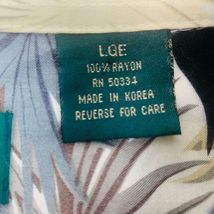 LGE
100% RAYON
RN 50334
MADE IN KOREA
REVERSE FOR CARE